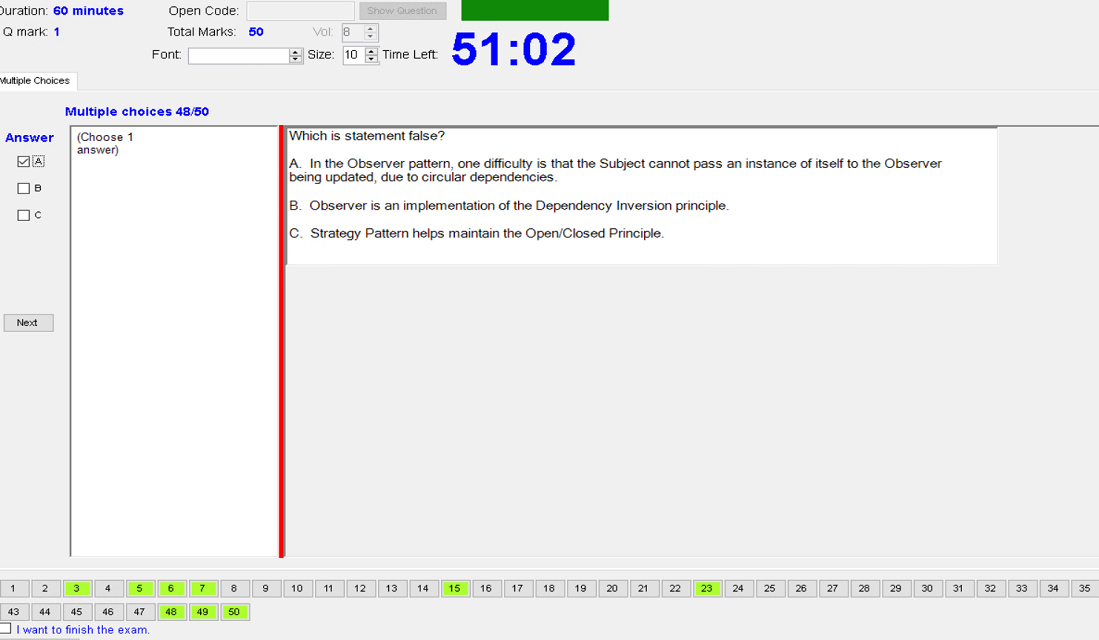 Duration: 60 minutes Open Code: Show Question
Q mark: 1 Total Marks: 50 Vol: 8
Font: Size: 10 Time Left: 51:02
Multiple Choices
Multiple choices 48/50
Answer
(Choose 1
answer)
A
B
C
Next
Which is statement false?
A. In the Observer pattern, one difficulty is that the Subject cannot pass an instance of itself to the Observer
being updated, due to circular dependencies.
B. Observer is an implementation of the Dependency Inversion principle.
C. Strategy Pattern helps maintain the Open/Closed Principle.
1 2 3 4 5 6 7 8 9 10 11 12 13 14 15 16 17 18 19 20 21 22 23 24 25 26 27 28 29 30 31 32 33 34 35
43 44 45 46 47 48 49 50
I want to finish the exam.